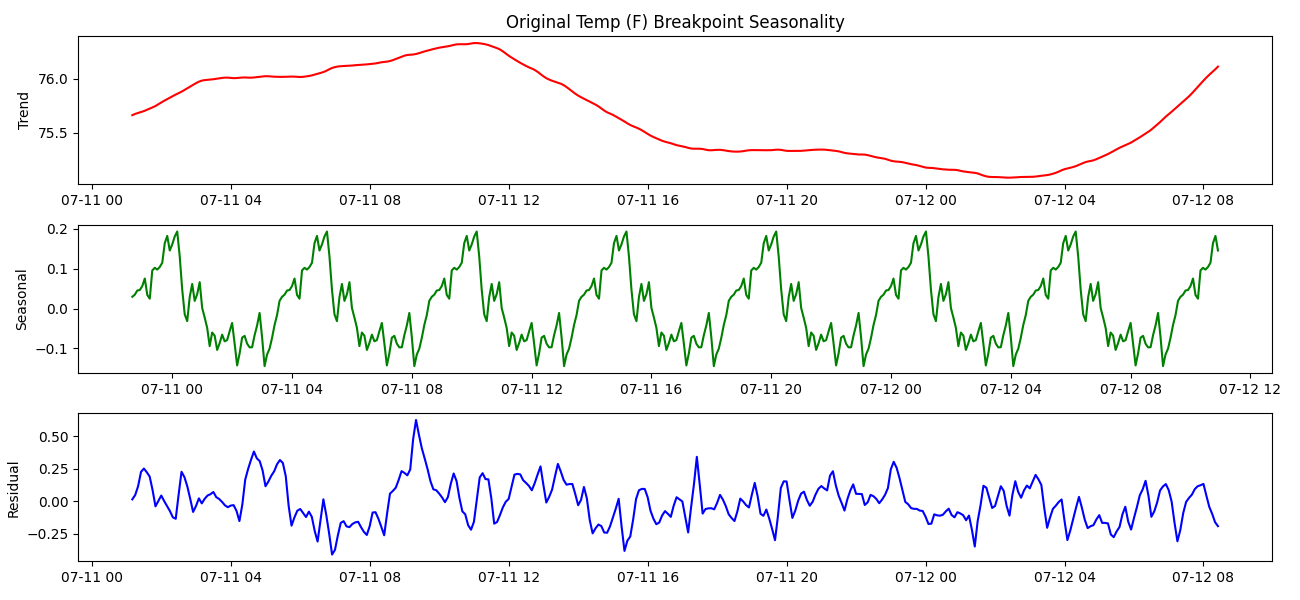 Original Temp (F) Breakpoint Seasonality
Trend
76.0
75.5
07-11 00 07-11 04 07-11 08 07-11 12 07-11 16 07-11 20 07-12 00 07-12 04 07-12 08
Seasonal
0.2
0.1
0.0
−0.1
07-11 00 07-11 04 07-11 08 07-11 12 07-11 16 07-11 20 07-12 00 07-12 04 07-12 08 07-12 12
Residual
0.50
0.25
0.00
−0.25
07-11 00 07-11 04 07-11 08 07-11 12 07-11 16 07-11 20 07-12 00 07-12 04 07-12 08